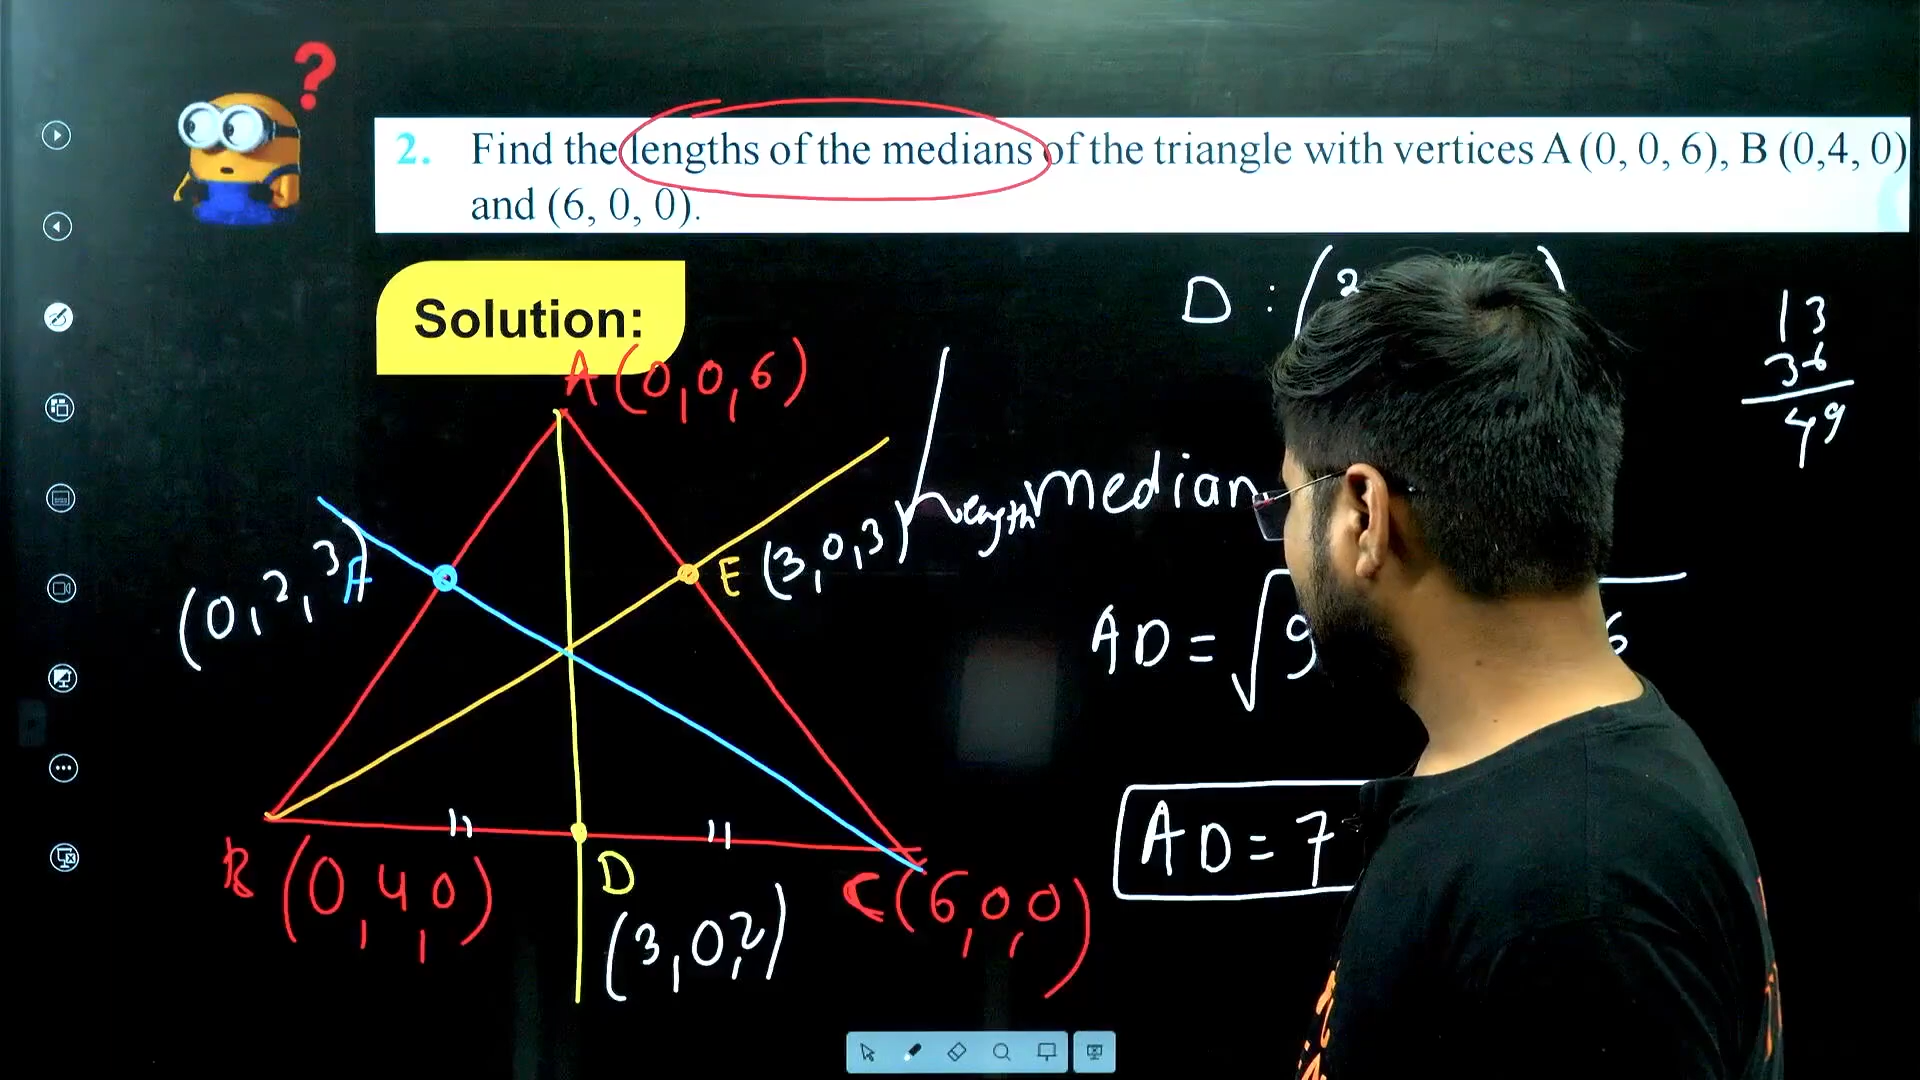 ?
2. Find the lengths of the medians of the triangle with vertices A (0, 0, 6), B (0,4, 0)
and (6, 0, 0).
Solution:
D : ( 2 )
13
36
49
A (0,0,6)
length median
(0,2,3) F
E (3,0,3)
AD = √9 6
AD = 7
B (0,4,0)
D
(3,0,2)
C (6,0,0)